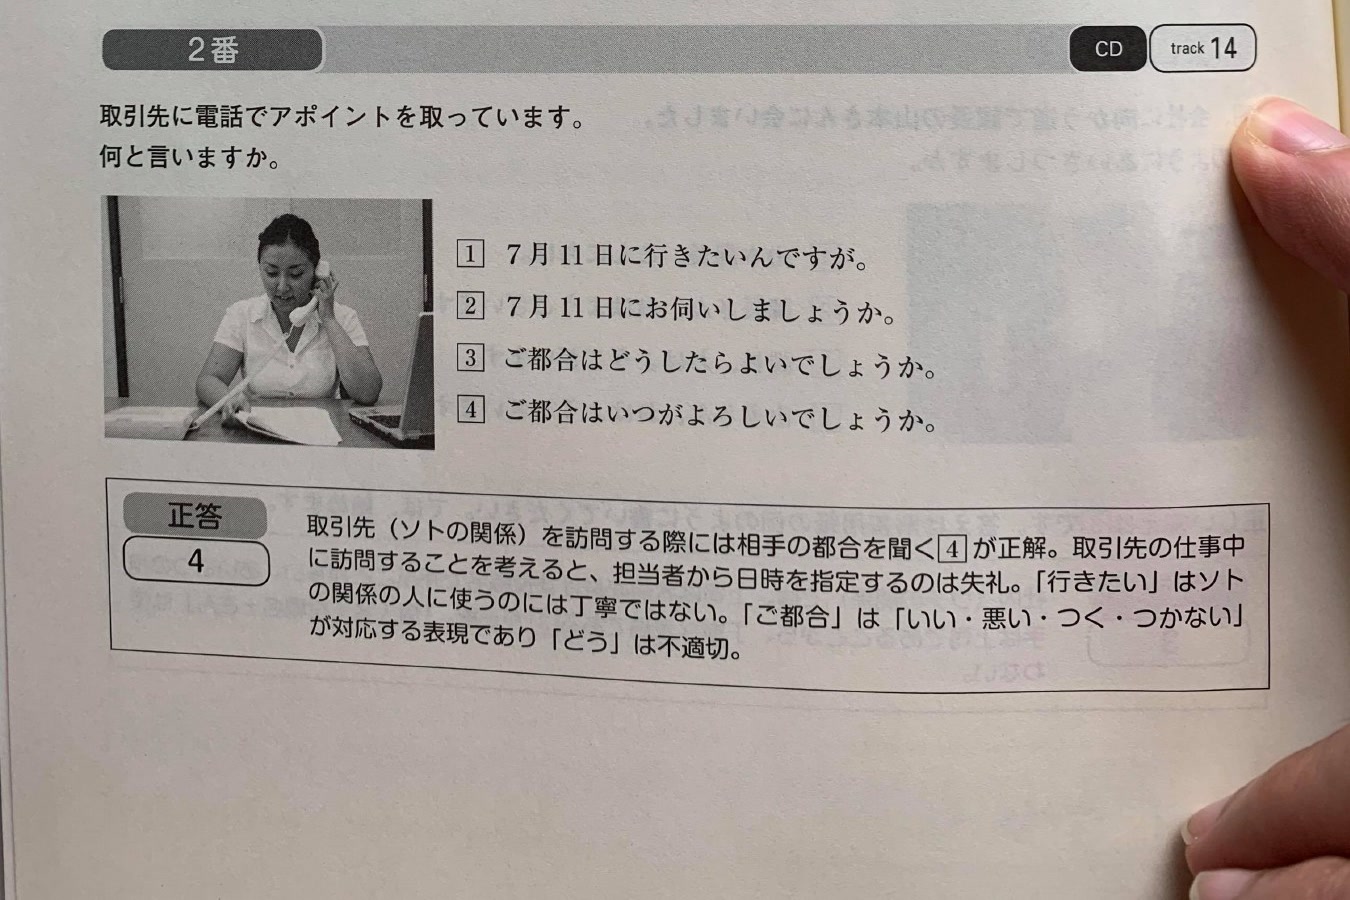 2番
CD track 14
取引先に電話でアポイントを取っています。
何と言いますか。
1 7月11日に行きたいんですが。
2 7月11日にお伺いしましょうか。
3 ご都合はどうしたらよいでしょうか。
4 ご都合はいつがよろしいでしょうか。
正答
4
取引先（ソトの関係）を訪問する際には相手の都合を聞く4が正解。取引先の仕事中
に訪問することを考えると、担当者から日時を指定するのは失礼。「行きたい」はソト
の関係の人に使うのには丁寧ではない。「ご都合」は「いい・悪い・つく・つかない」
が対応する表現であり「どう」は不適切。